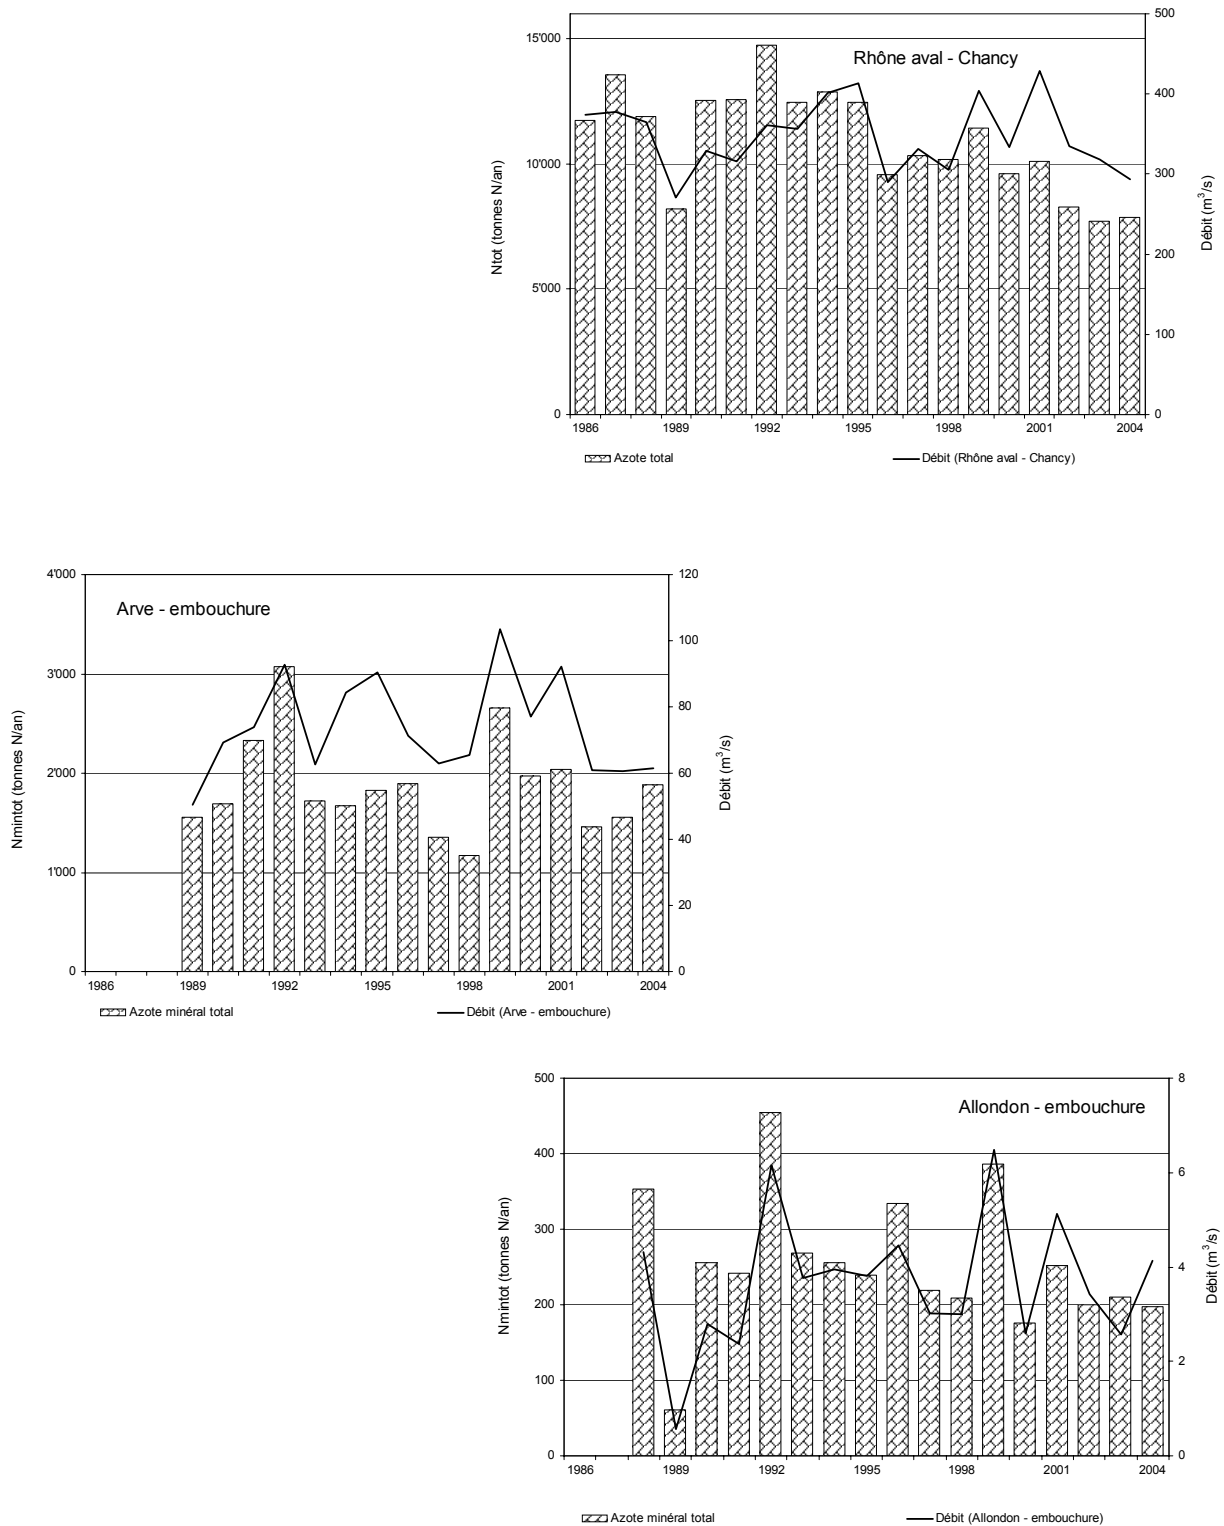 Rhône aval - Chancy
Ntot (tonnes N/an)
15'000
10'000
5'000
0
500
400
300
200
100
0
Débit (m³/s)
1986 1989 1992 1995 1998 2001 2004
Azote total Débit (Rhône aval - Chancy)
Arve - embouchure
Nmintot (tonnes N/an)
4'000
3'000
2'000
1'000
0
120
100
80
60
40
20
0
Débit (m³/s)
1986 1989 1992 1995 1998 2001 2004
Azote minéral total Débit (Arve - embouchure)
Allondon - embouchure
Nmintot (tonnes N/an)
500
400
300
200
100
0
8
6
4
2
0
Débit (m³/s)
1986 1989 1992 1995 1998 2001 2004
Azote minéral total Débit (Allondon - embouchure)